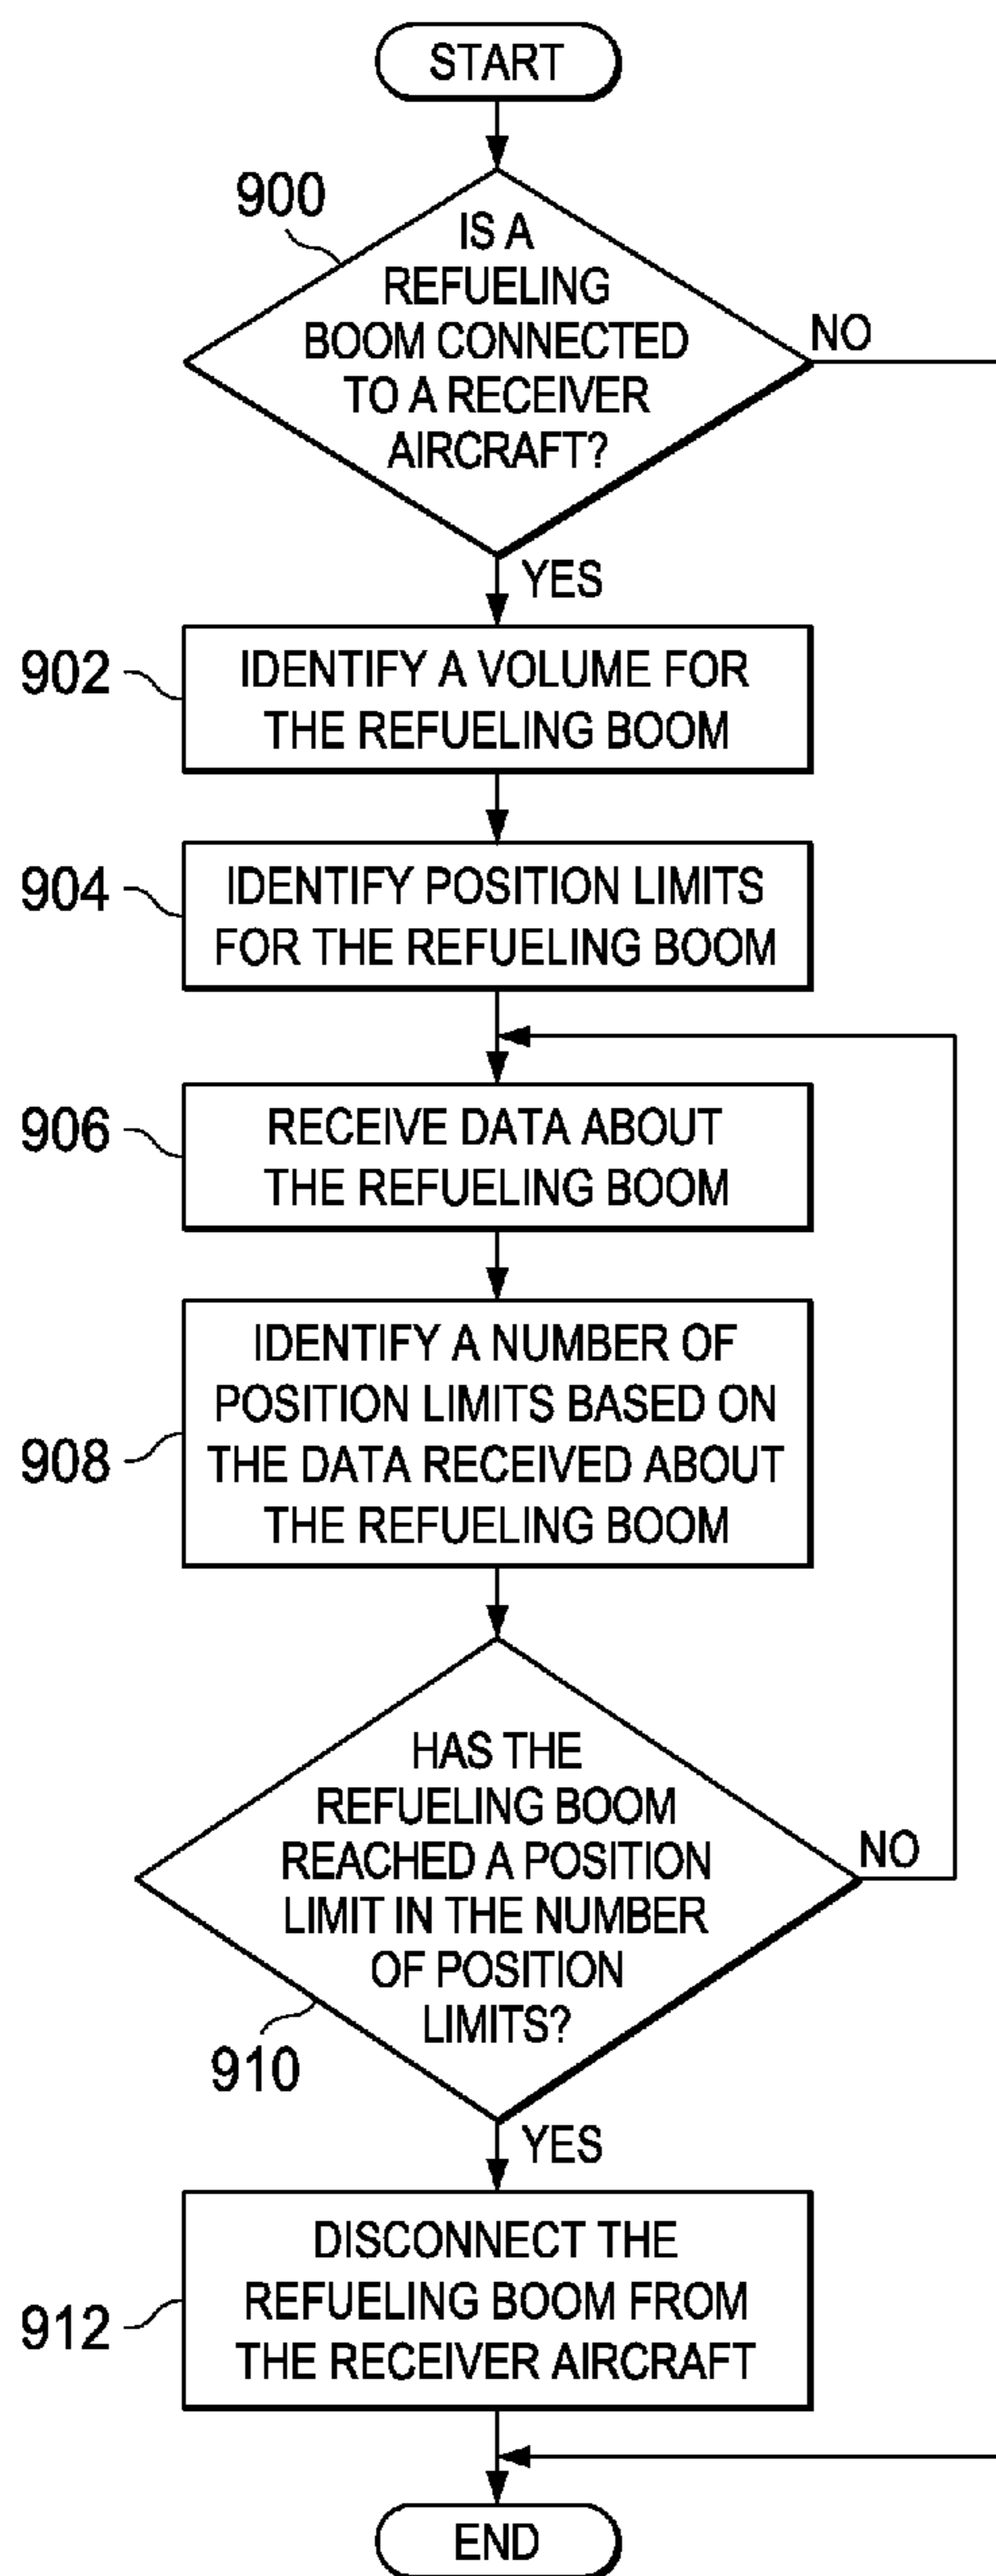 START
900
IS A
REFUELING
BOOM CONNECTED
TO A RECEIVER
AIRCRAFT?
NO
YES
902
IDENTIFY A VOLUME FOR
THE REFUELING BOOM
904
IDENTIFY POSITION LIMITS
FOR THE REFUELING BOOM
906
RECEIVE DATA ABOUT
THE REFUELING BOOM
908
IDENTIFY A NUMBER OF
POSITION LIMITS BASED ON
THE DATA RECEIVED ABOUT
THE REFUELING BOOM
HAS THE
REFUELING BOOM
REACHED A POSITION
LIMIT IN THE NUMBER
OF POSITION
LIMITS?
NO
910
YES
912
DISCONNECT THE
REFUELING BOOM FROM
THE RECEIVER AIRCRAFT
END